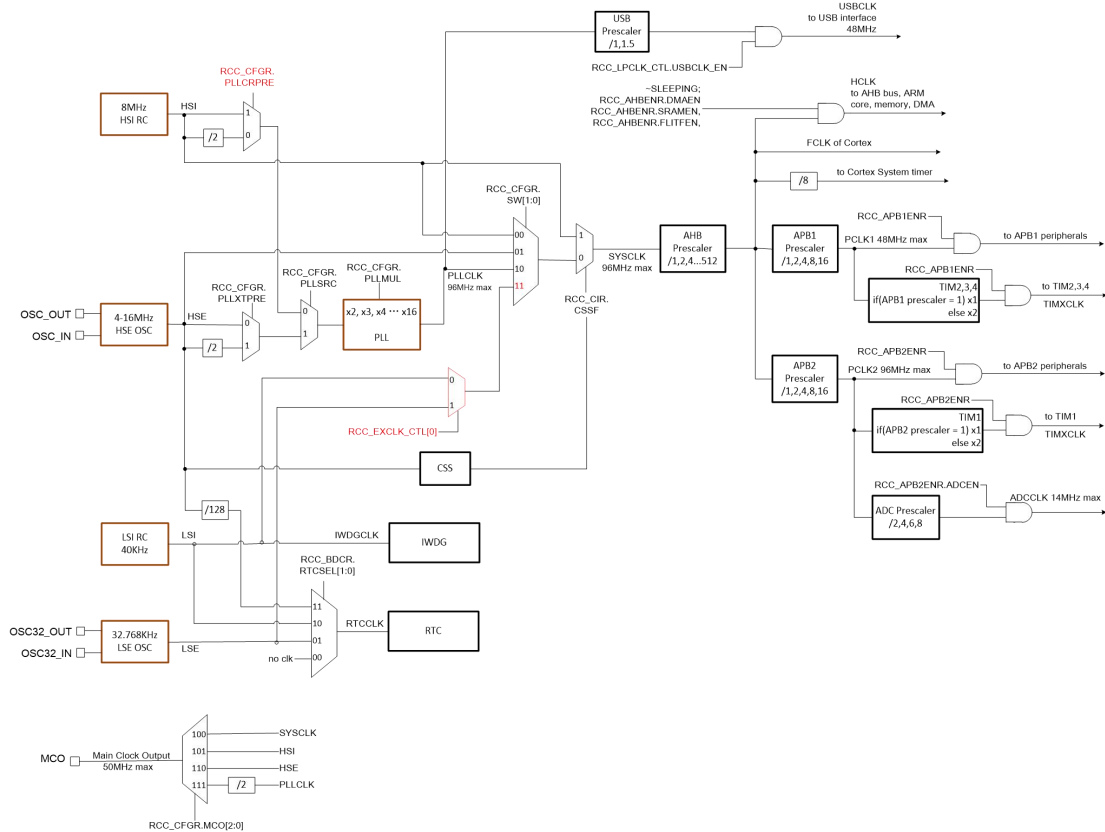 USBCLK
to USB interface
48MHz
USB
Prescaler
/1,1.5
RCC_LPCLK_CTL.USBCLK_EN
RCC_CFGR.
PLLCRPRE
~SLEEPING;
RCC_AHBENR.DMAEN
RCC_AHBENR.SRAMEN,
RCC_AHBENR.FLITFEN,
HCLK
to AHB bus, ARM
core, memory, DMA
8MHz
HSI RC
HSI
1
0
/2
FCLK of Cortex
/8
to Cortex System timer
RCC_CFGR.
SW[1:0]
00
01
10
11
1
0
SYSCLK
96MHz max
AHB
Prescaler
/1,2,4...512
APB1
Prescaler
/1,2,4,8,16
RCC_APB1ENR
PCLK1 48MHz max
to APB1 peripherals
RCC_APB1ENR
TIM2,3,4
if(APB1 prescaler = 1) x1
else x2
to TIM2,3,4
TIMXCLK
RCC_CFGR.
PLLXTPRE
RCC_CFGR.
PLLSRC
RCC_CFGR.
PLLMUL
PLLCLK
96MHz max
RCC_CIR.
CSSF
OSC_OUT
OSC_IN
4-16MHz
HSE OSC
HSE
0
1
/2
0
1
x2, x3, x4 ··· x16
PLL
APB2
Prescaler
/1,2,4,8,16
RCC_APB2ENR
PCLK2 96MHz max
to APB2 peripherals
0
1
RCC_EXCLK_CTL[0]
RCC_APB2ENR
TIM1
if(APB2 prescaler = 1) x1
else x2
to TIM1
TIMXCLK
CSS
RCC_APB2ENR.ADCEN
ADC Prescaler
/2,4,6,8
ADCCLK 14MHz max
/128
LSI RC
40KHz
LSI
IWDGCLK
IWDG
RCC_BDCR.
RTCSEL[1:0]
11
10
01
00
RTCCLK
RTC
OSC32_OUT
OSC32_IN
32.768KHz
LSE OSC
LSE
no clk
MCO
Main Clock Output
50MHz max
100
SYSCLK
101
HSI
110
HSE
111
/2
PLLCLK
RCC_CFGR.MCO[2:0]